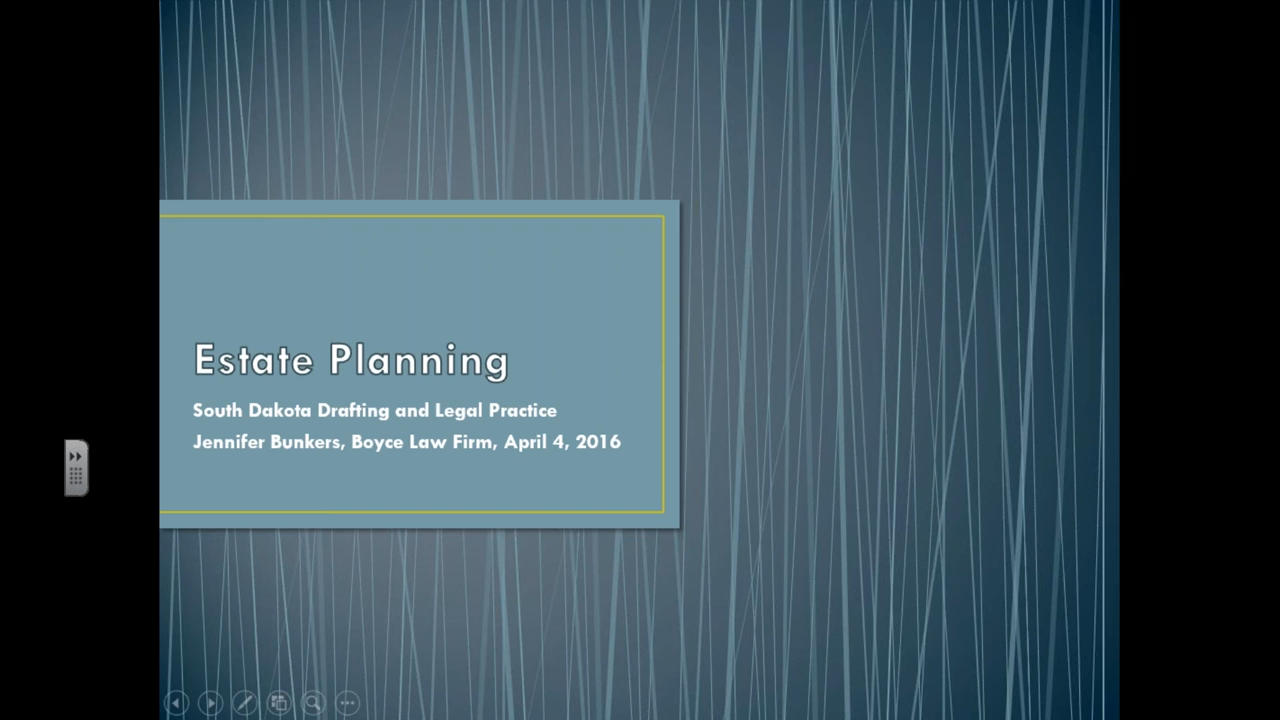 Estate Planning
South Dakota Drafting and Legal Practice
Jennifer Bunkers, Boyce Law Firm, April 4, 2016